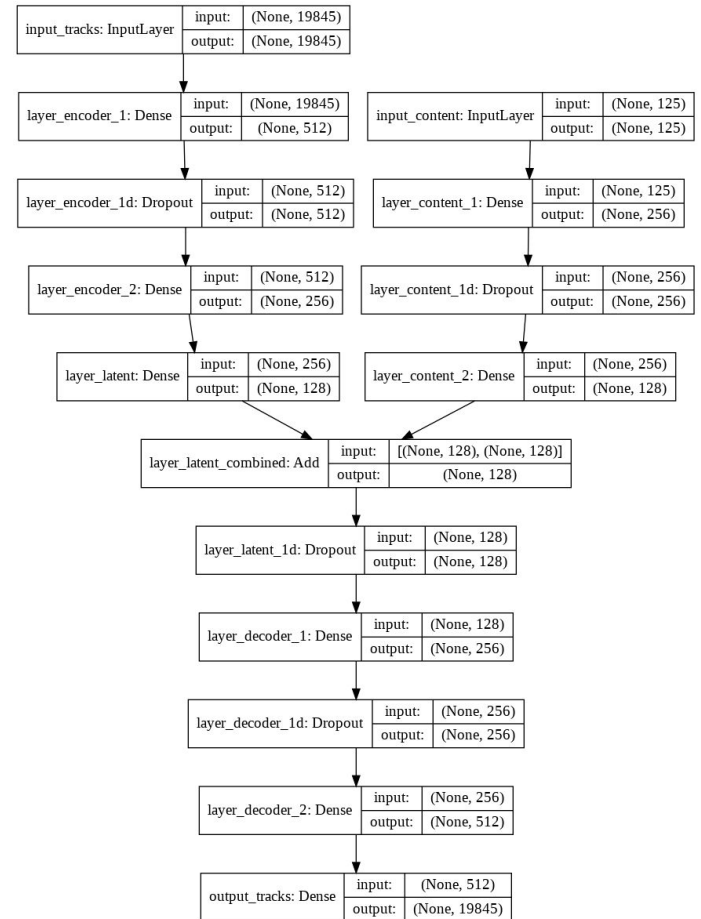 input_tracks: InputLayer
input: (None, 19845)
output: (None, 19845)
layer_encoder_1: Dense
input: (None, 19845)
output: (None, 512)
input_content: InputLayer
input: (None, 125)
output: (None, 125)
layer_encoder_1d: Dropout
input: (None, 512)
output: (None, 512)
layer_content_1: Dense
input: (None, 125)
output: (None, 256)
layer_encoder_2: Dense
input: (None, 512)
output: (None, 256)
layer_content_1d: Dropout
input: (None, 256)
output: (None, 256)
layer_latent: Dense
input: (None, 256)
output: (None, 128)
layer_content_2: Dense
input: (None, 256)
output: (None, 128)
layer_latent_combined: Add
input: [(None, 128), (None, 128)]
output: (None, 128)
layer_latent_1d: Dropout
input: (None, 128)
output: (None, 128)
layer_decoder_1: Dense
input: (None, 128)
output: (None, 256)
layer_decoder_1d: Dropout
input: (None, 256)
output: (None, 256)
layer_decoder_2: Dense
input: (None, 256)
output: (None, 512)
output_tracks: Dense
input: (None, 512)
output: (None, 19845)